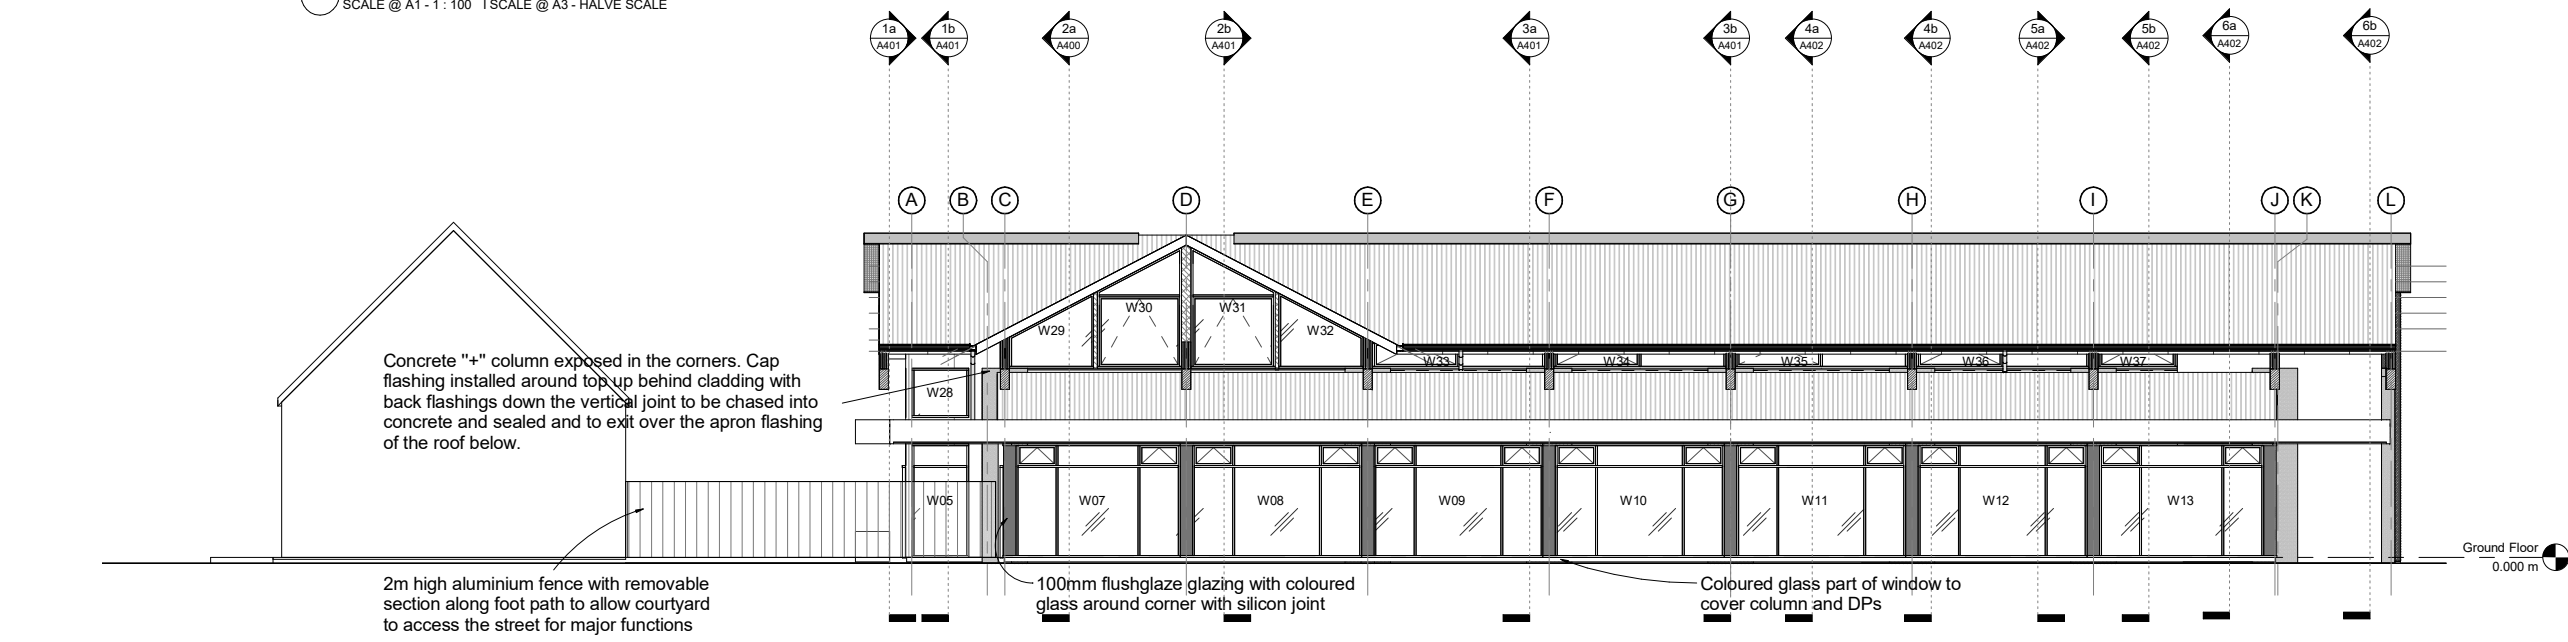 SCALE @ A1 - 1 : 100 I SCALE @ A3 - HALVE SCALE
1a 1b 2a 2b 3a 3b 4a 4b 5a 5b 6a 6b
A401 A401 A400 A401 A401 A401 A402 A402 A402 A402 A402 A402
A B C D E F G H I J K L
W30 W31
W29 W32
W33 W34 W35 W36 W37
W28
Concrete "+" column exposed in the corners. Cap
flashing installed around top up behind cladding with
back flashings down the vertical joint to be chased into
concrete and sealed and to exit over the apron flashing
of the roof below.
W05 W07 W08 W09 W10 W11 W12 W13
Ground Floor
0.000 m
2m high aluminium fence with removable
section along foot path to allow courtyard
to access the street for major functions
100mm flushglaze glazing with coloured
glass around corner with silicon joint
Coloured glass part of window to
cover column and DPs